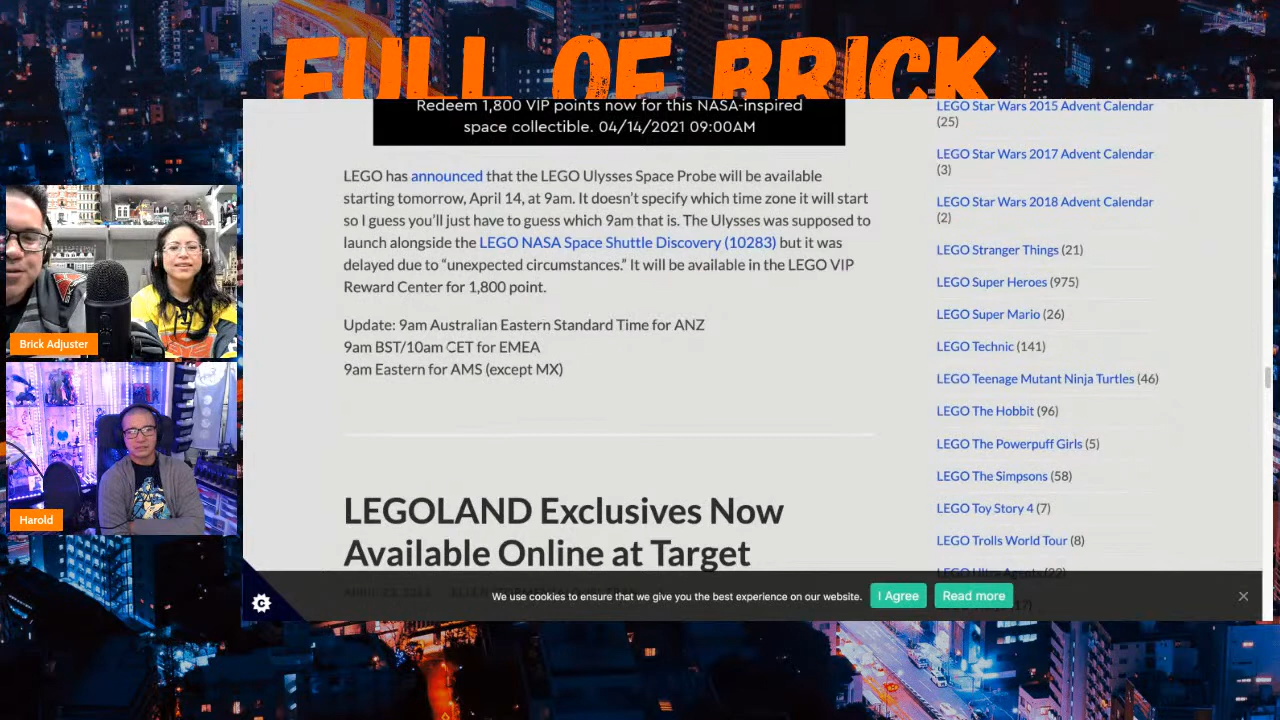 FULL OF BRICK
Redeem 1,800 VIP points now for this NASA-inspired
space collectible. 04/14/2021 09:00AM
LEGO has announced that the LEGO Ulysses Space Probe will be available
starting tomorrow, April 14, at 9am. It doesn't specify which time zone it will start
so I guess you'll just have to guess which 9am that is. The Ulysses was supposed to
launch alongside the LEGO NASA Space Shuttle Discovery (10283) but it was
delayed due to “unexpected circumstances.” It will be available in the LEGO VIP
Reward Center for 1,800 point.
Update: 9am Australian Eastern Standard Time for ANZ
9am BST/10am CET for EMEA
9am Eastern for AMS (except MX)
LEGOLAND Exclusives Now
Available Online at Target
LEGO Star Wars 2015 Advent Calendar
(25)
LEGO Star Wars 2017 Advent Calendar
(3)
LEGO Star Wars 2018 Advent Calendar
(2)
LEGO Stranger Things (21)
LEGO Super Heroes (975)
LEGO Super Mario (26)
LEGO Technic (141)
LEGO Teenage Mutant Ninja Turtles (46)
LEGO The Hobbit (96)
LEGO The Powerpuff Girls (5)
LEGO The Simpsons (58)
LEGO Toy Story 4 (7)
LEGO Trolls World Tour (8)
LEGO Ultra Agents (22)
We use cookies to ensure that we give you the best experience on our website.
I Agree
Read more
Brick Adjuster
Harold